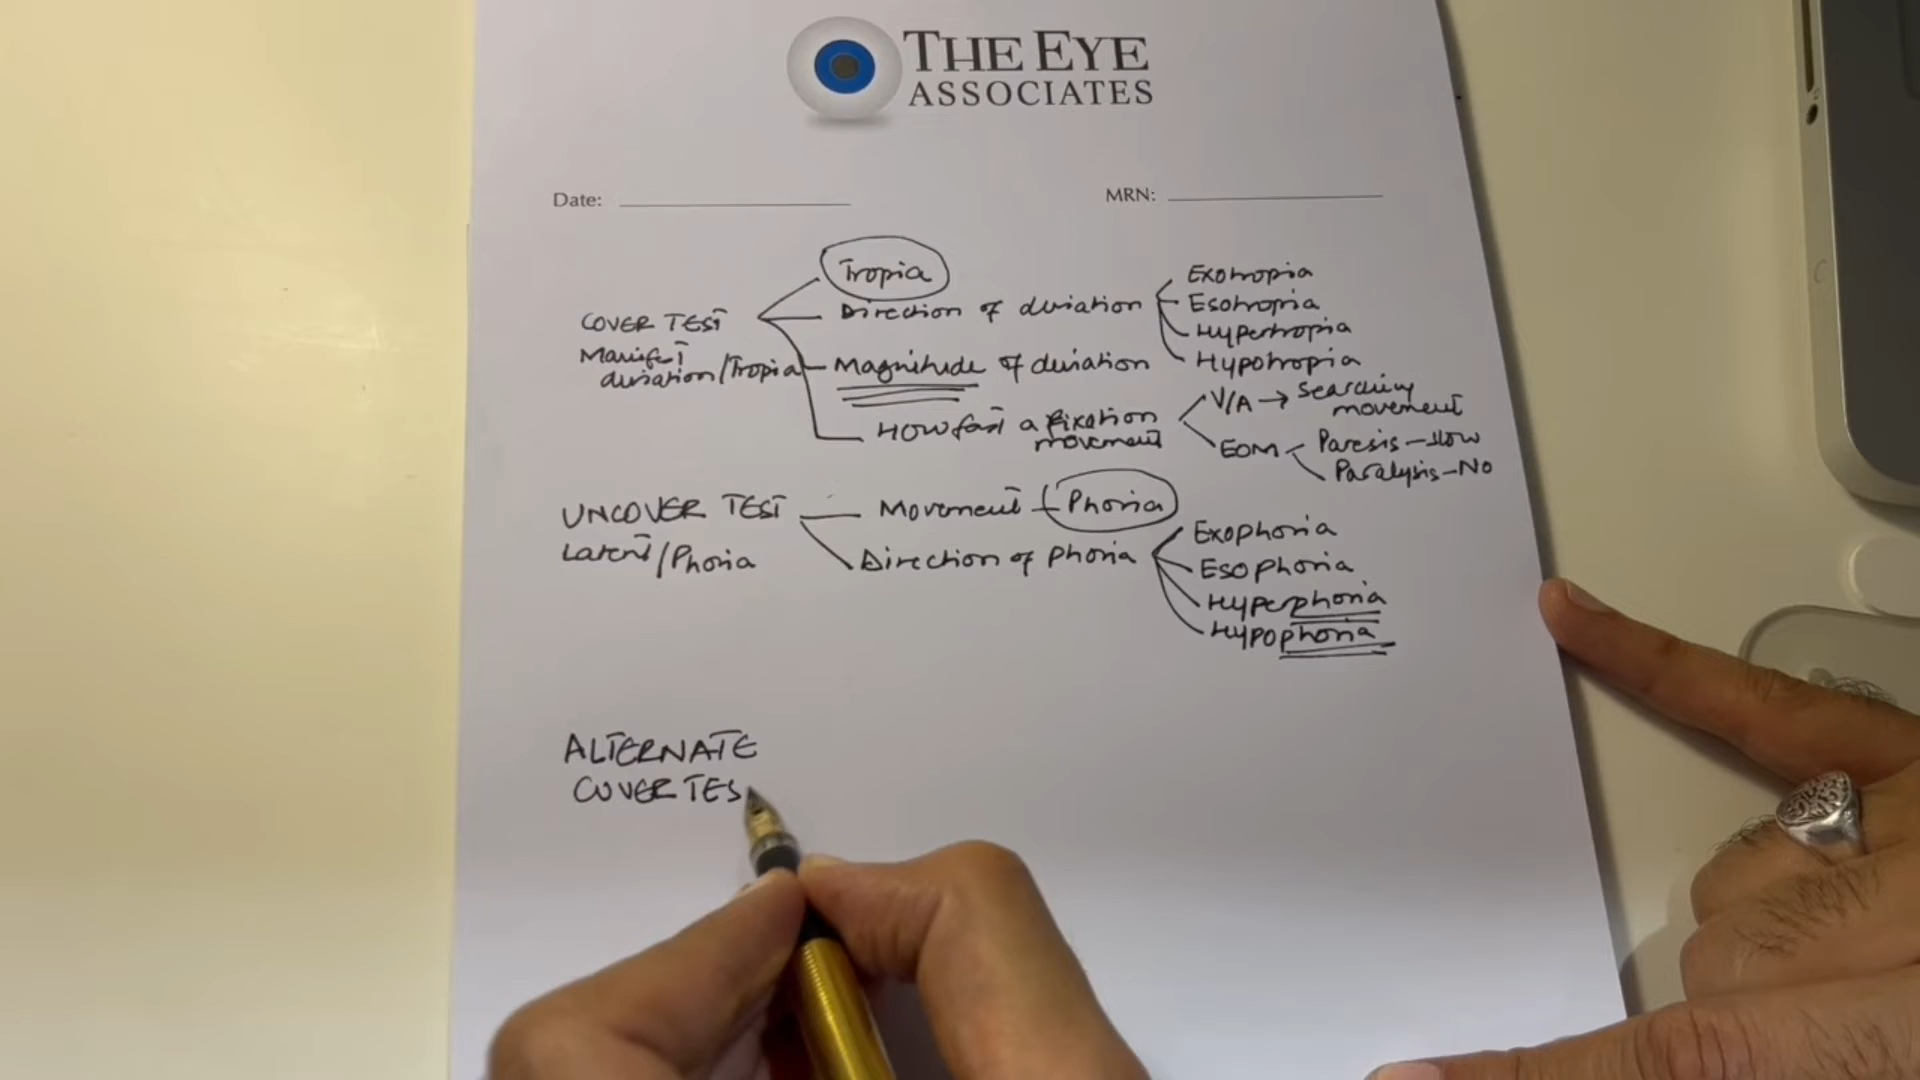 THE EYE
ASSOCIATES
Date:
MRN:
Tropia
COVER TEST
Manifest
deviation/Tropia
Direction of deviation
Exotropia
Esotropia
Hypertropia
Hypotropia
Magnitude of deviation
How fast a fixation
movement
V/A → Searching
movement
EOM
Paresis - slow
Paralysis - No
UNCOVER TEST
Latent/Phoria
Movement - Phoria
Direction of phoria
Exophoria
Esophoria
Hyperphoria
Hypophoria
ALTERNATE
COVER TES